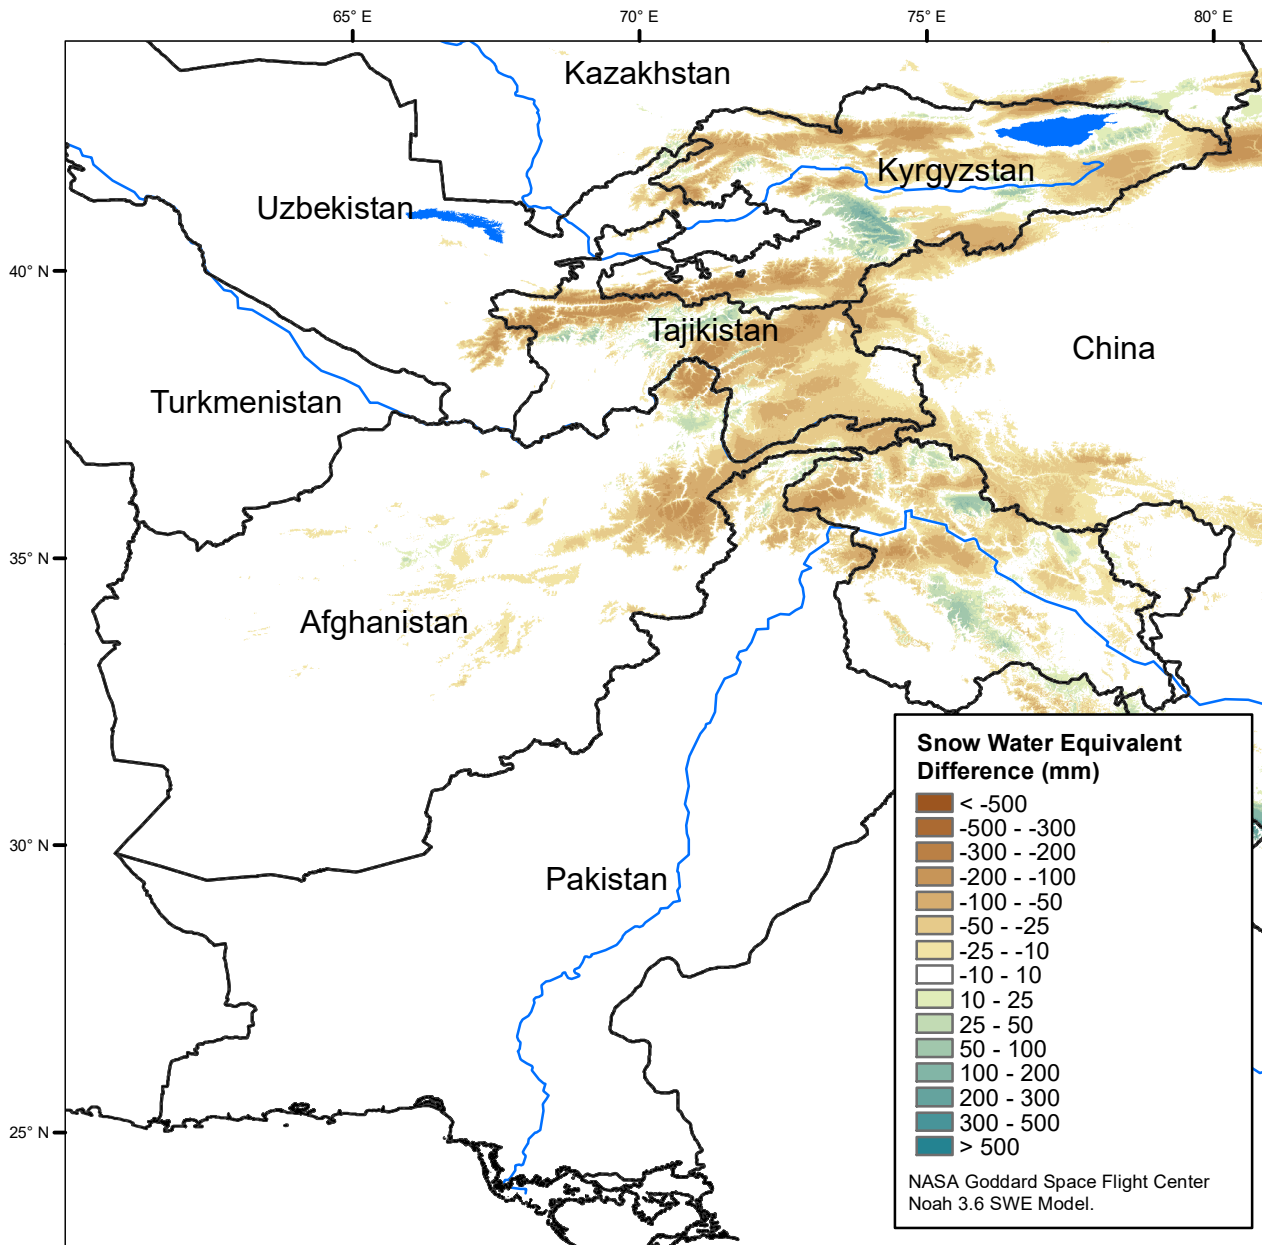 65° E
70° E
75° E
80° E
Kazakhstan
Kyrgyzstan
Uzbekistan
40° N
Tajikistan
China
Turkmenistan
35° N
Afghanistan
30° N
Pakistan
25° N
Snow Water Equivalent
Difference (mm)
< -500
-500 - -300
-300 - -200
-200 - -100
-100 - -50
-50 - -25
-25 - -10
-10 - 10
10 - 25
25 - 50
50 - 100
100 - 200
200 - 300
300 - 500
> 500
NASA Goddard Space Flight Center
Noah 3.6 SWE Model.